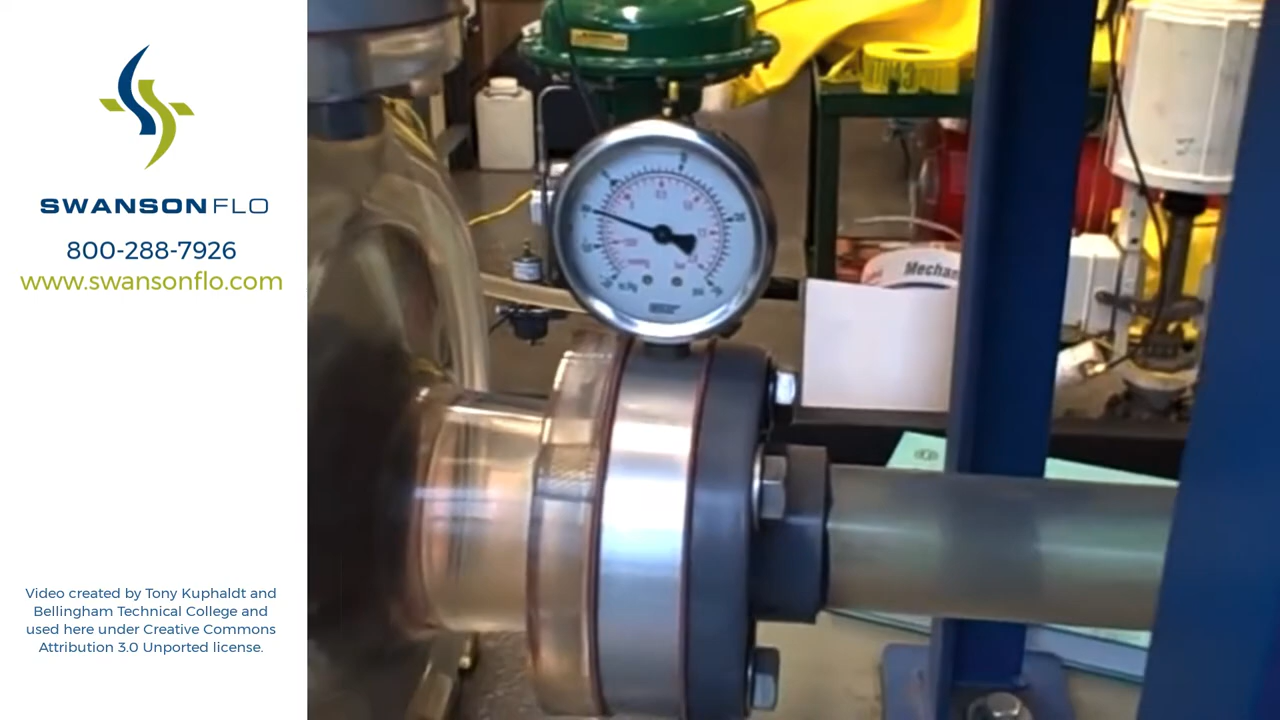 SWANSONFLO
800-288-7926
www.swansonflo.com
Video created by Tony Kuphaldt and
Bellingham Technical College and
used here under Creative Commons
Attribution 3.0 Unported license.
Mechan